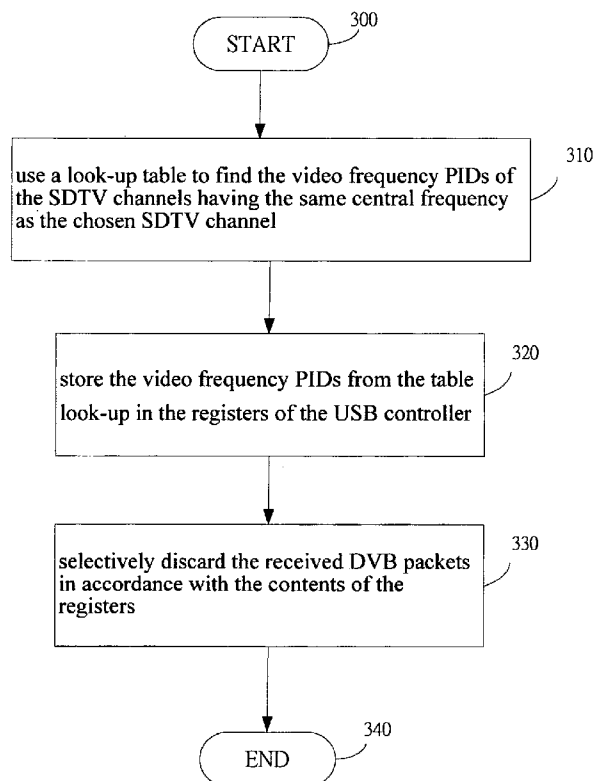 300
START
310
use a look-up table to find the video frequency PIDs of
the SDTV channels having the same central frequency
as the chosen SDTV channel
320
store the video frequency PIDs from the table
look-up in the registers of the USB controller
330
selectively discard the received DVB packets
in accordance with the contents of the
registers
340
END